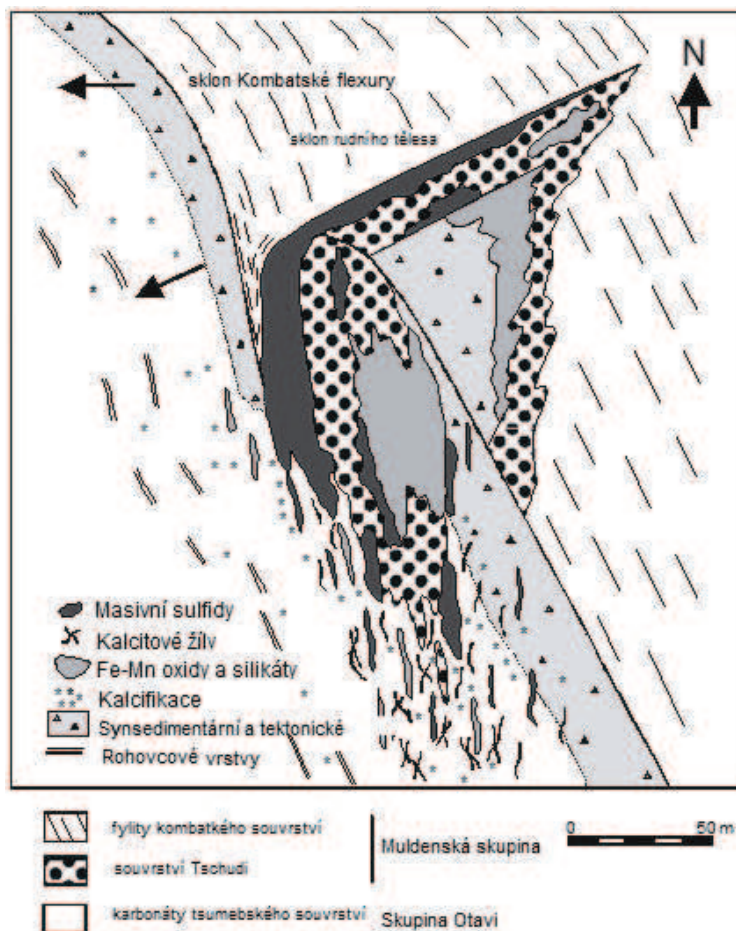 sklon Kombatské flexury
N
sklon rudního tělesa
Masivní sulfidy
Kalcitové žíly
Fe-Mn oxidy a silikáty
Kalcifikace
Synsedimentární a tektonické
Rohovcové vrstvy
fylity kombatkého souvrství
0 50 m
Muldenská skupina
souvrství Tschudi
karbonáty tsumebského souvrství Skupina Otavi